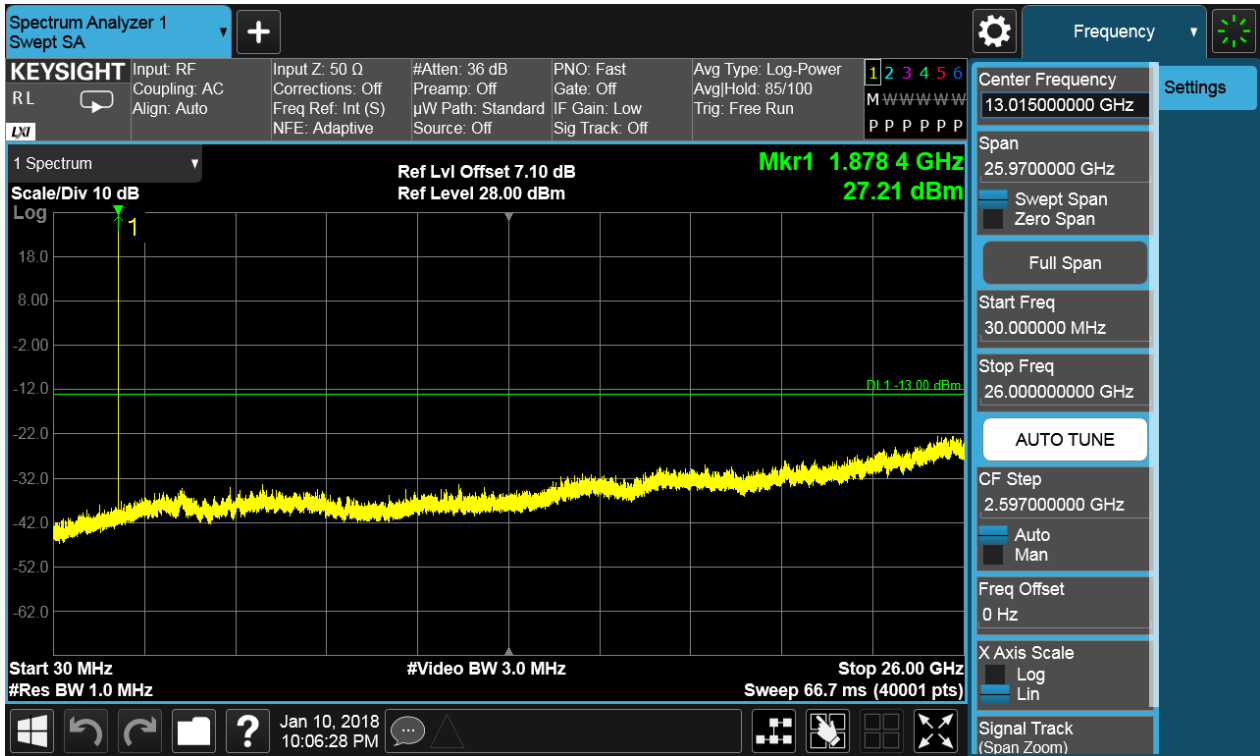 Spectrum Analyzer 1
Swept SA
+
Frequency
KEYSIGHT
RL
LXI
Input: RF
Coupling: AC
Align: Auto
Input Z: 50 Ω
Corrections: Off
Freq Ref: Int (S)
NFE: Adaptive
#Atten: 36 dB
Preamp: Off
µW Path: Standard
Source: Off
PNO: Fast
Gate: Off
IF Gain: Low
Sig Track: Off
Avg Type: Log-Power
Avg|Hold: 85/100
Trig: Free Run
1 2 3 4 5 6
M W W W W W
P P P P P P
1 Spectrum
Scale/Div 10 dB
Log
Ref Lvl Offset 7.10 dB
Ref Level 28.00 dBm
Mkr1 1.878 4 GHz
27.21 dBm
1
18.0
8.00
-2.00
-12.0
-22.0
-32.0
-42.0
-52.0
-62.0
DL1 -13.00 dBm
Start 30 MHz
#Res BW 1.0 MHz
#Video BW 3.0 MHz
Stop 26.00 GHz
Sweep 66.7 ms (40001 pts)
?
Jan 10, 2018
10:06:28 PM
Center Frequency
13.015000000 GHz
Span
25.9700000 GHz
Swept Span
Zero Span
Full Span
Start Freq
30.000000 MHz
Stop Freq
26.000000000 GHz
AUTO TUNE
CF Step
2.597000000 GHz
Auto
Man
Freq Offset
0 Hz
X Axis Scale
Log
Lin
Signal Track
(Span Zoom)
Settings